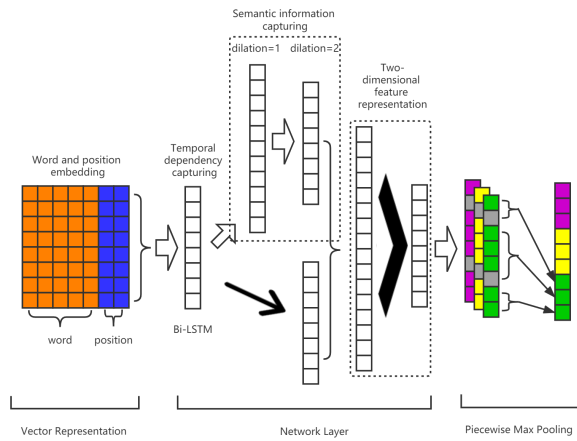 Semantic information
capturing
dilation=1 dilation=2
Two-
dimensional
feature
representation
Temporal
dependency
capturing
Word and position
embedding
word position
Bi-LSTM
Vector Representation
Network Layer
Piecewise Max Pooling